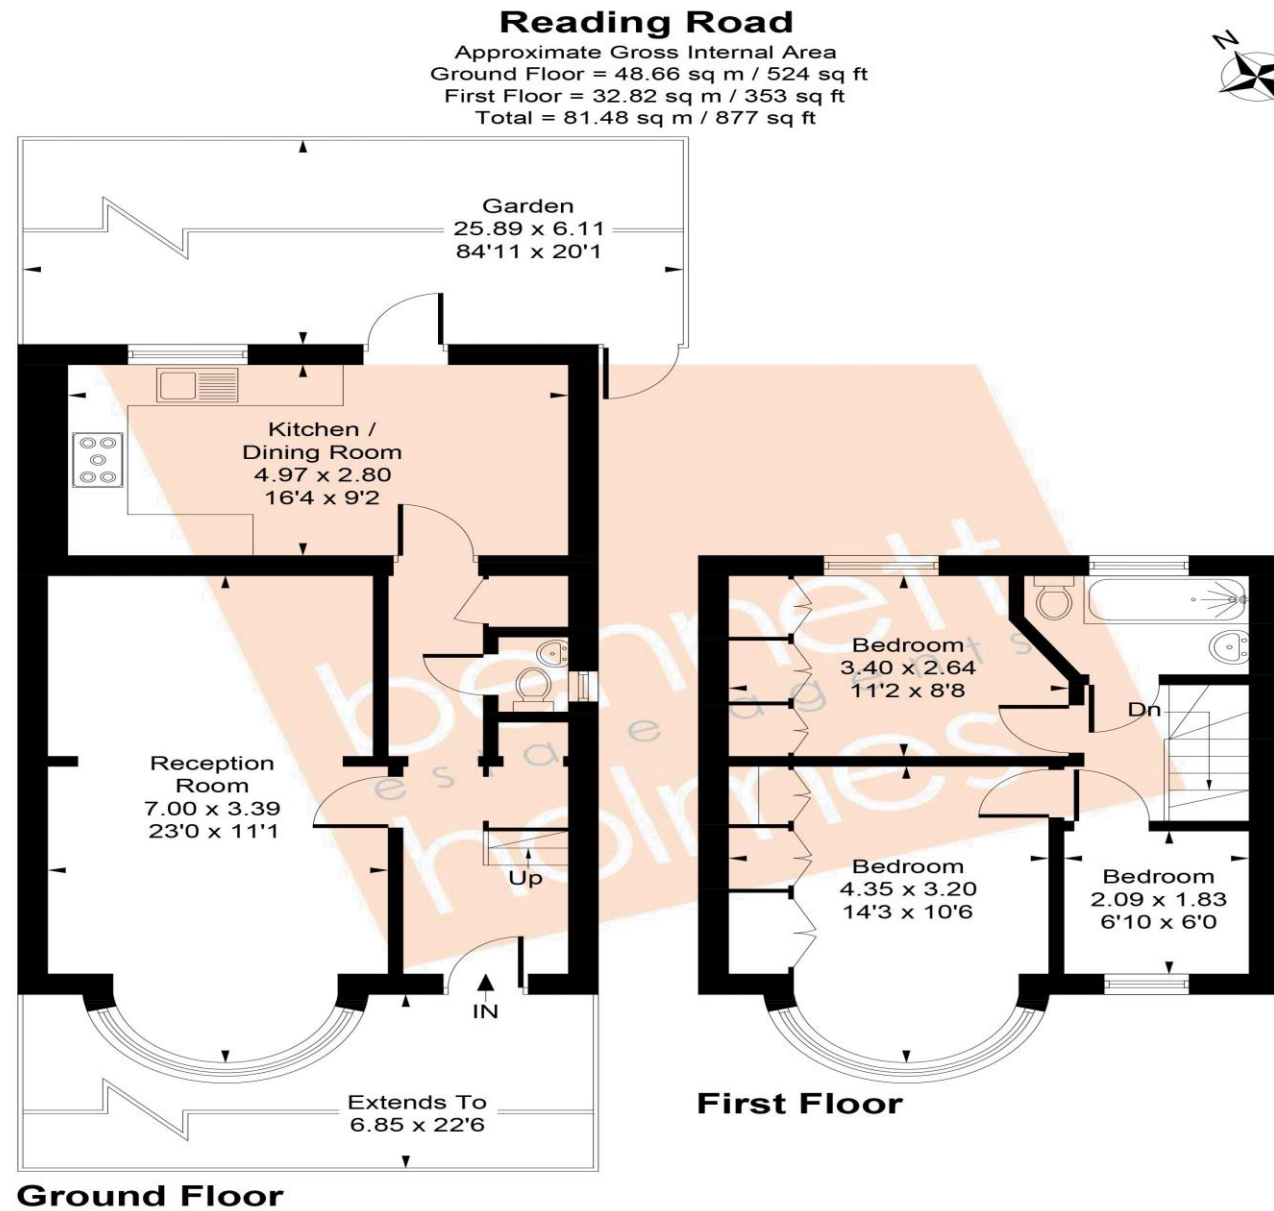 Reading Road
Approximate Gross Internal Area
Ground Floor = 48.66 sq m / 524 sq ft
First Floor = 32.82 sq m / 353 sq ft
Total = 81.48 sq m / 877 sq ft
N
Garden
25.89 x 6.11
84'11 x 20'1
Kitchen /
Dining Room
4.97 x 2.80
16'4 x 9'2
Reception
Room
7.00 x 3.39
23'0 x 11'1
Up
IN
Extends To
6.85 x 22'6
Ground Floor
Bedroom
3.40 x 2.64
11'2 x 8'8
Dn
Bedroom
4.35 x 3.20
14'3 x 10'6
Bedroom
2.09 x 1.83
6'10 x 6'0
First Floor
bennett
holmes
estate agents